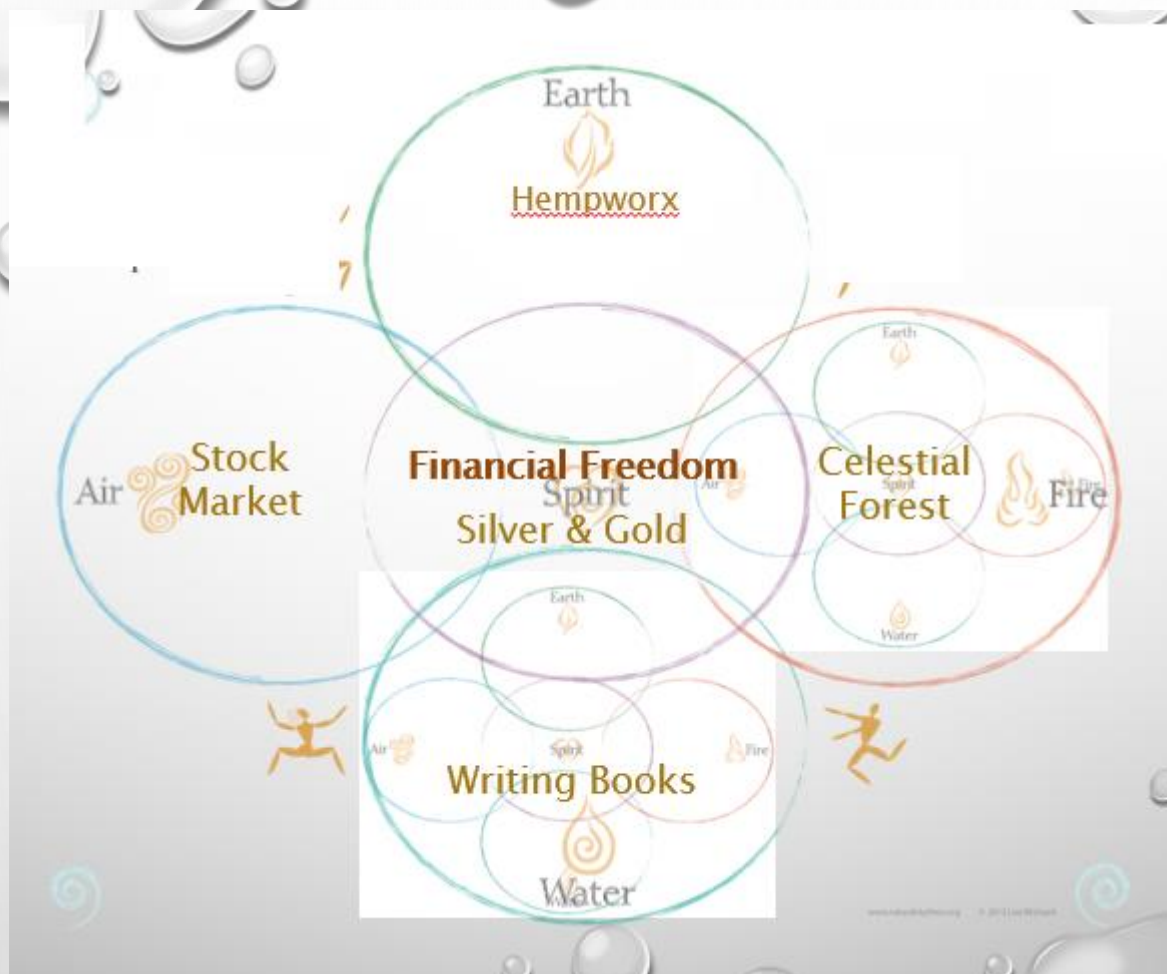 Earth
Hempworx
Air
Stock
Market
Financial Freedom
Spirit
Silver & Gold
Earth
Air
Spirit
Fire
Water
Celestial
Forest
Fire
Earth
Air
Spirit
Fire
Writing Books
Water